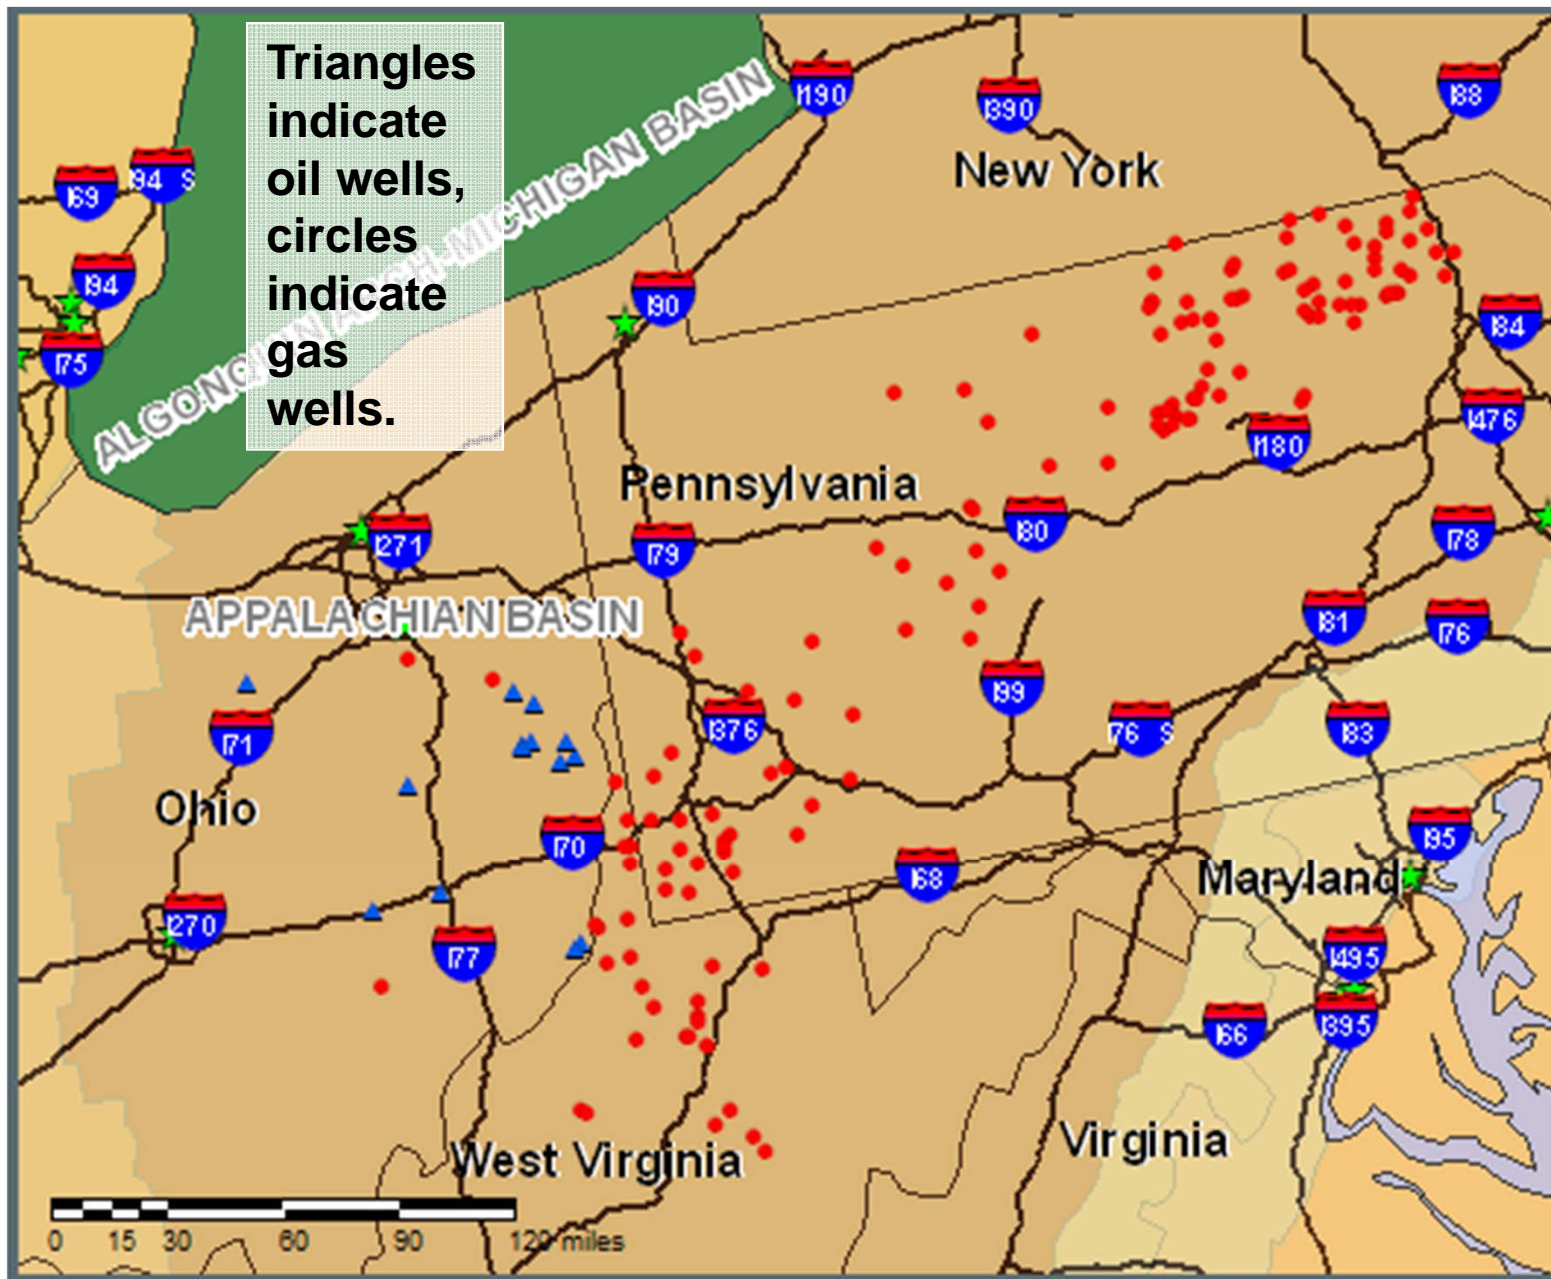 Triangles
indicate
oil wells,
circles
indicate
gas
wells.
ALGONQUIN ARCH-MICHIGAN BASIN
I190
I390
I88
New York
I69
I94 S
I94
I90
I75
I84
I476
I180
Pennsylvania
I80
I79
I271
I78
APPALACHIAN BASIN
I81
I76
I99
I376
I76 S
I83
I71
Ohio
I70
I95
I68
Maryland
I270
I77
I495
I66
I395
Virginia
West Virginia
0 15 30 60 90 120 miles